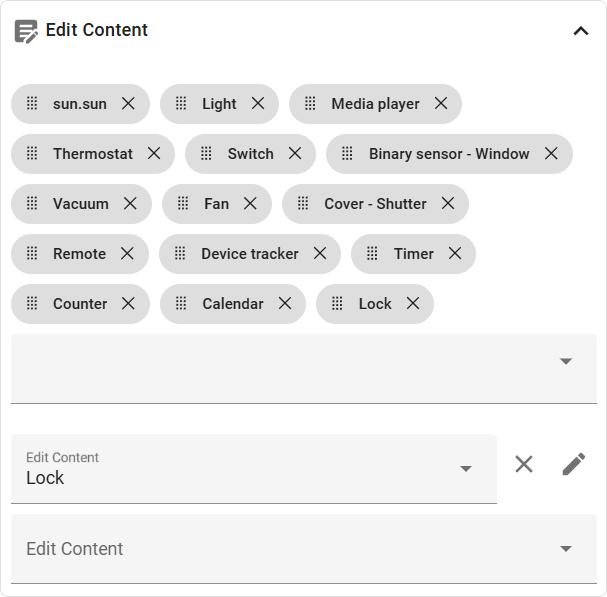 Edit Content
sun.sun Light Media player
Thermostat Switch Binary sensor - Window
Vacuum Fan Cover - Shutter
Remote Device tracker Timer
Counter Calendar Lock
Edit Content
Lock
Edit Content